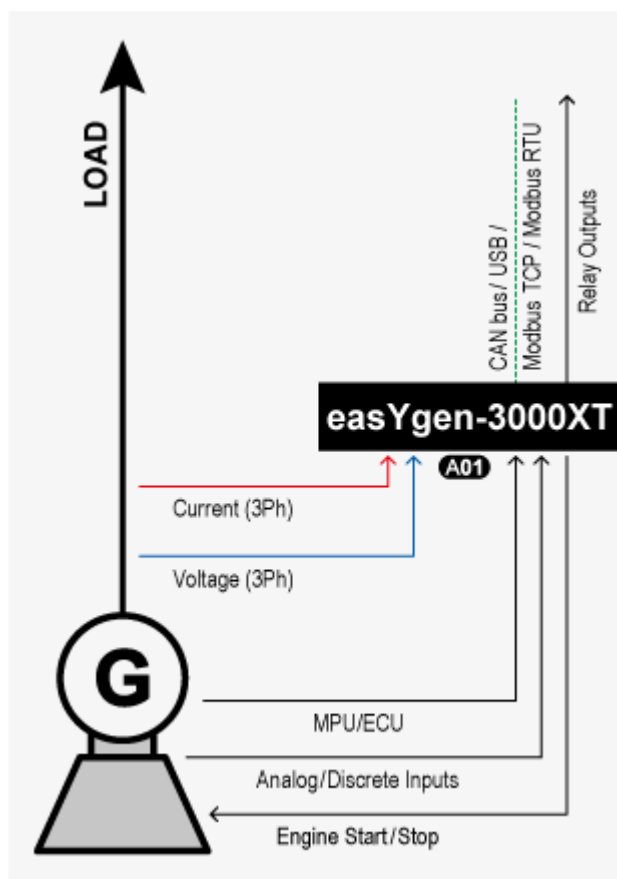 LOAD
CAN bus/ USB /
Modbus TCP / Modbus RTU
Relay Outputs
easYgen-3000XT
A01
Current (3Ph)
Voltage (3Ph)
G
MPU/ECU
Analog/Discrete Inputs
Engine Start/Stop